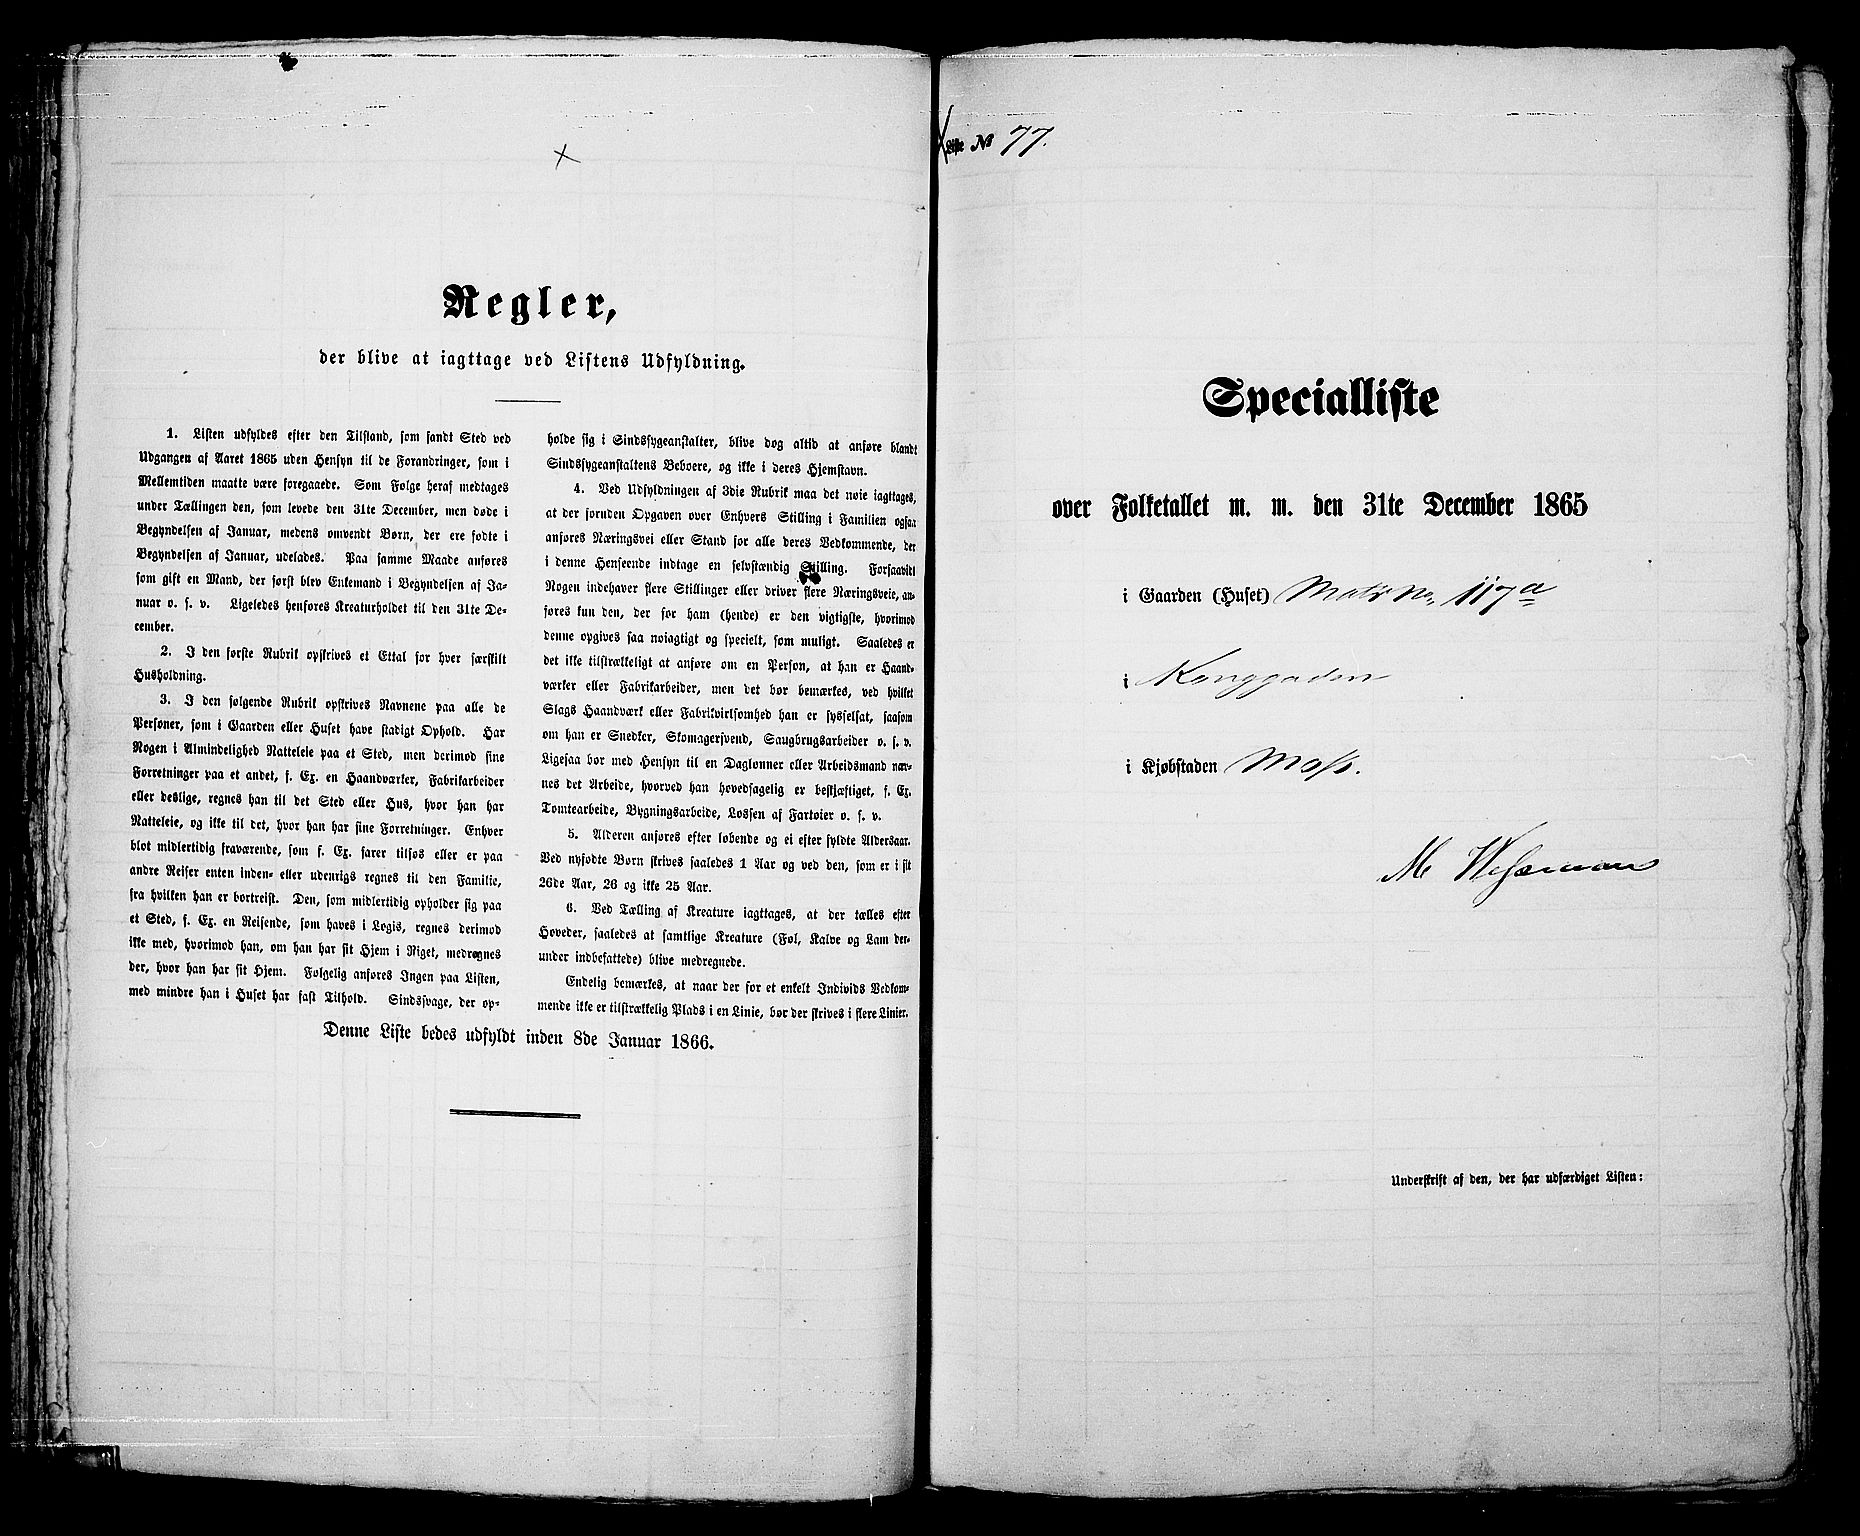 Regler,
der blive at iagttage ved Listens Udfyldning.
1. Listen udfyldes efter den Tilstand, som fandt Sted ved
Udgangen af Aaret 1865 uden Hensyn til de Forandringer, som i
Mellemtiden maatte være foregaaede. Som Følge heraf medtages
under Tællingen den, som levede den 31te December, men døde i
Begyndelsen af Januar, medens omvendt Børn, der ere fødte i
Begyndelsen af Januar, udelades. Paa samme Maade anføres
som gift en Mand, der først blev Enkemand i Begyndelsen af Ja-
nuar o. s. v. Ligeledes henføres Kreaturholdet til den 31te De-
cember.
2. I den første Rubrik opskrives et Ettal for hver særskilt
Husholdning.
3. I den følgende Rubrik opskrives Navnene paa alle de
Personer, som i Gaarden eller Huset have stadigt Ophold. Har
Nogen i Almindelighed Natteleie paa et Sted, men derimod sine
Forretninger paa et andet, f. Ex. en Haandværker, Fabrikarbeider
eller deslige, regnes han til det Sted eller Hus, hvor han har
Natteleie, og ikke til det, hvor han har sine Forretninger. Enhver
blot midlertidig fraværende, som f. Ex. farer tilsøs eller er paa
andre Reiser enten inden- eller udenrigs regnes til den Familie,
fra hvilken han er bortreist. Den, som midlertidig opholder sig paa
et Sted, f. Ex. en Reisende, som haves i Logis, regnes derimod
ikke med, hvorimod han, om han har sit Hjem i Riget, medregnes
der, hvor han har sit Hjem. Følgelig anføres Ingen paa Listen,
med mindre han i Huset har fast Tilhold. Sindssvage, der op-
holde sig i Sindssygeanstalter, blive dog altid at anføre blandt
Sindssygeanstaltens Beboere, og ikke i deres Hjemstavn.
4. Ved Udfyldningen af 3die Rubrik maa det nøie iagttages,
at der foruden Opgaven over Enhvers Stilling i Familien ogsaa
anføres Næringsvei eller Stand for alle deres Vedkommende, der
i denne Henseende indtage en selvstændig Stilling. Forsaavidt
Nogen indehaver flere Stillinger eller driver flere Næringsveie, an-
føres kun den, der for ham (hende) er den vigtigste, hvorimod
denne opgives saa nøiagtigt og specielt, som muligt. Saaledes er
det ikke tilstrækkeligt at anføre om en Person, at han er Haand-
værker eller Fabrikarbeider, men det bør bemærkes, ved hvilket
Slags Haandværk eller Fabrikvirksomhed han er sysselsat, saasom
om han er Snedker, Skomagersvend, Saugbrugsarbeider o. s. v.
Ligesaa bør med Hensyn til en Daglønner eller Arbeidsmand næv-
nes det Arbeide, hvorved han hovedsagelig er beskjæftiget, f. Ex.
Tomtearbeide, Bygningsarbeide, Lossen af Fartøier o. s. v.
5. Alderen anføres efter løbende og ei efter fyldte Aldersaar.
Ved nyfødte Børn skrives saaledes 1 Aar og ved den, som er i sit
26de Aar, 26 og ikke 25 Aar.
6. Ved Tælling af Kreature iagttages, at der tælles efter
Hoveder, saaledes at samtlige Kreature (Føl, Kalve og Lam der-
under indbefattede) blive medregnede.
Endelig bemærkes, at naar der for et enkelt Individs Vedkom-
mende ikke er tilstrækkelig Plads i en Linie, bør der skrives i flere Linier.
Denne Liste bedes udfyldt inden 8de Januar 1866.
Liste № 77.
Specialliste
over Folketallet m. m. den 31te December 1865
i Gaarden (Huset) Matr No. 117a
i Konggaden
i Kjøbstaden Moss.
M
Underskrift af den, der har udfærdiget Listen: